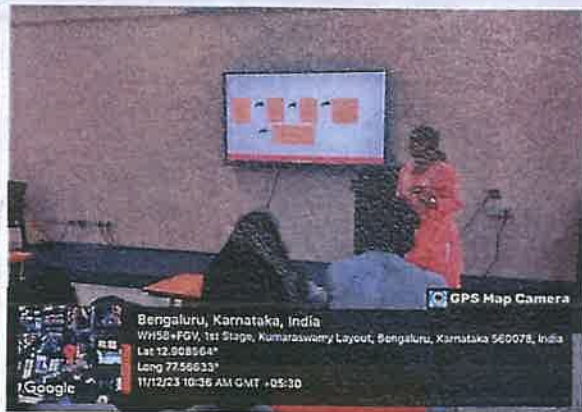 GPS Map Camera
Bengaluru, Karnataka, India
WH58+FGV, 1st Stage, Kumaraswamy Layout, Bengaluru, Karnataka 560078, India
Lat 12.908564°
Long 77.56633°
11/12/23 10:36 AM GMT +05:30
Google